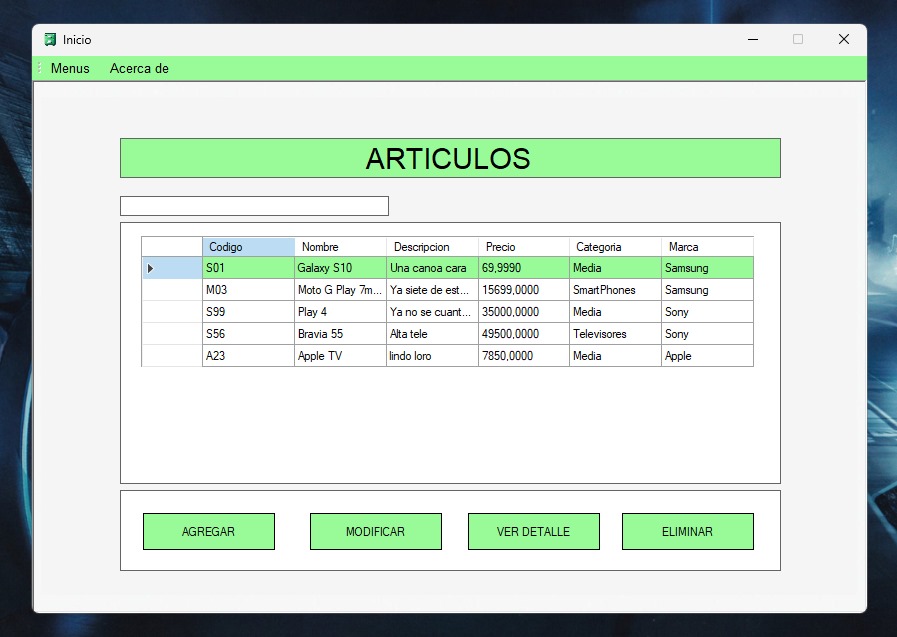 Inicio
Menus Acerca de
ARTICULOS
Codigo Nombre Descripcion Precio Categoria Marca
S01 Galaxy S10 Una canoa cara 69,9990 Media Samsung
M03 Moto G Play 7m... Ya siete de est... 15699,0000 SmartPhones Samsung
S99 Play 4 Ya no se cuant... 35000,0000 Media Sony
S56 Bravia 55 Alta tele 49500,0000 Televisores Sony
A23 Apple TV lindo loro 7850,0000 Media Apple
AGREGAR MODIFICAR VER DETALLE ELIMINAR